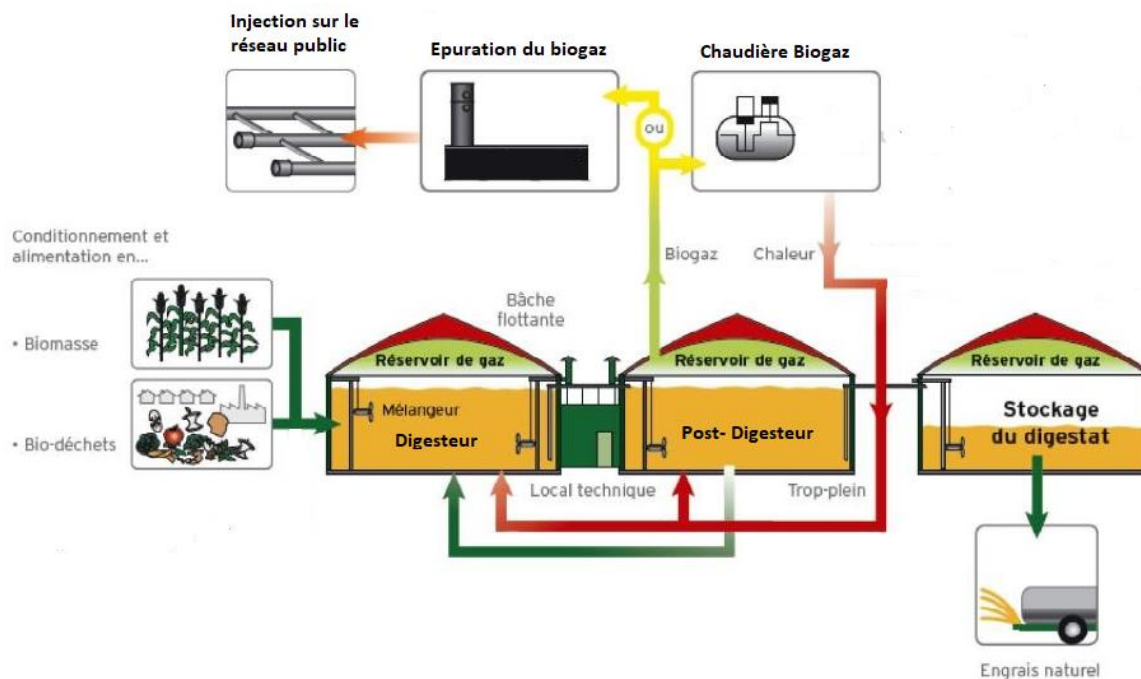 Injection sur le
réseau public
Epuration du biogaz
Chaudière Biogaz
ou
Conditionnement et
alimentation en...
Biogaz
Chaleur
• Biomasse
Bâche
flottante
Réservoir de gaz
Réservoir de gaz
Réservoir de gaz
Mélangeur
Digesteur
Post- Digesteur
Stockage
du digestat
• Bio-déchets
Local technique
Trop-plein
Engrais naturel